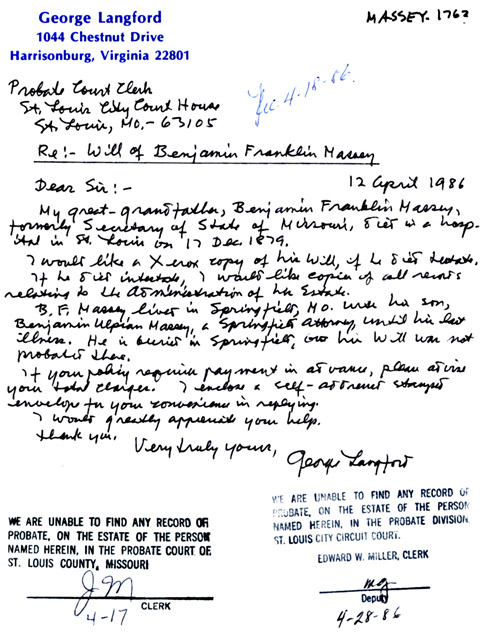 George Langford
1044 Chestnut Drive
Harrisonburg, Virginia 22801
MASSEY-1762
Probate Court Clerk
St. Louis City Court House
St. Louis, Mo.- 63105
Rec. 4-18-86
Re:- Will of Benjamin Franklin Massey
Dear Sir:-
12 April 1986
My great-grandfather, Benjamin Franklin Massey,
formerly Secretary of State of Missouri, died in a hosp-
ital in St. Louis on 17 Dec. 1879.
I would like a Xerox copy of his Will, if he died testate.
If he died intestate, I would like copies of all records
relating to the Administration of his Estate.
B. F. Massey lived in Springfield, Mo. with his son,
Benjamin Ulpian Massey, a Springfield Attorney, until his last
illness. He is buried in Springfield, but his Will was not
probated there.
If your policy requires payment in advance, please advise
your total charges. I enclose a self-addressed stamped
envelope for your convenience in replying.
I would greatly appreciate your help.
Thank you.
Very truly yours,
George Langford
WE ARE UNABLE TO FIND ANY RECORD OF
PROBATE, ON THE ESTATE OF THE PERSON
NAMED HEREIN, IN THE PROBATE COURT OF
ST. LOUIS COUNTY, MISSOURI
JM
CLERK
4-17
WE ARE UNABLE TO FIND ANY RECORD OF
PROBATE, ON THE ESTATE OF THE PERSON
NAMED HEREIN, IN THE PROBATE DIVISION,
ST. LOUIS CITY CIRCUIT COURT.
EDWARD W. MILLER, CLERK
Deputy
4-28-86